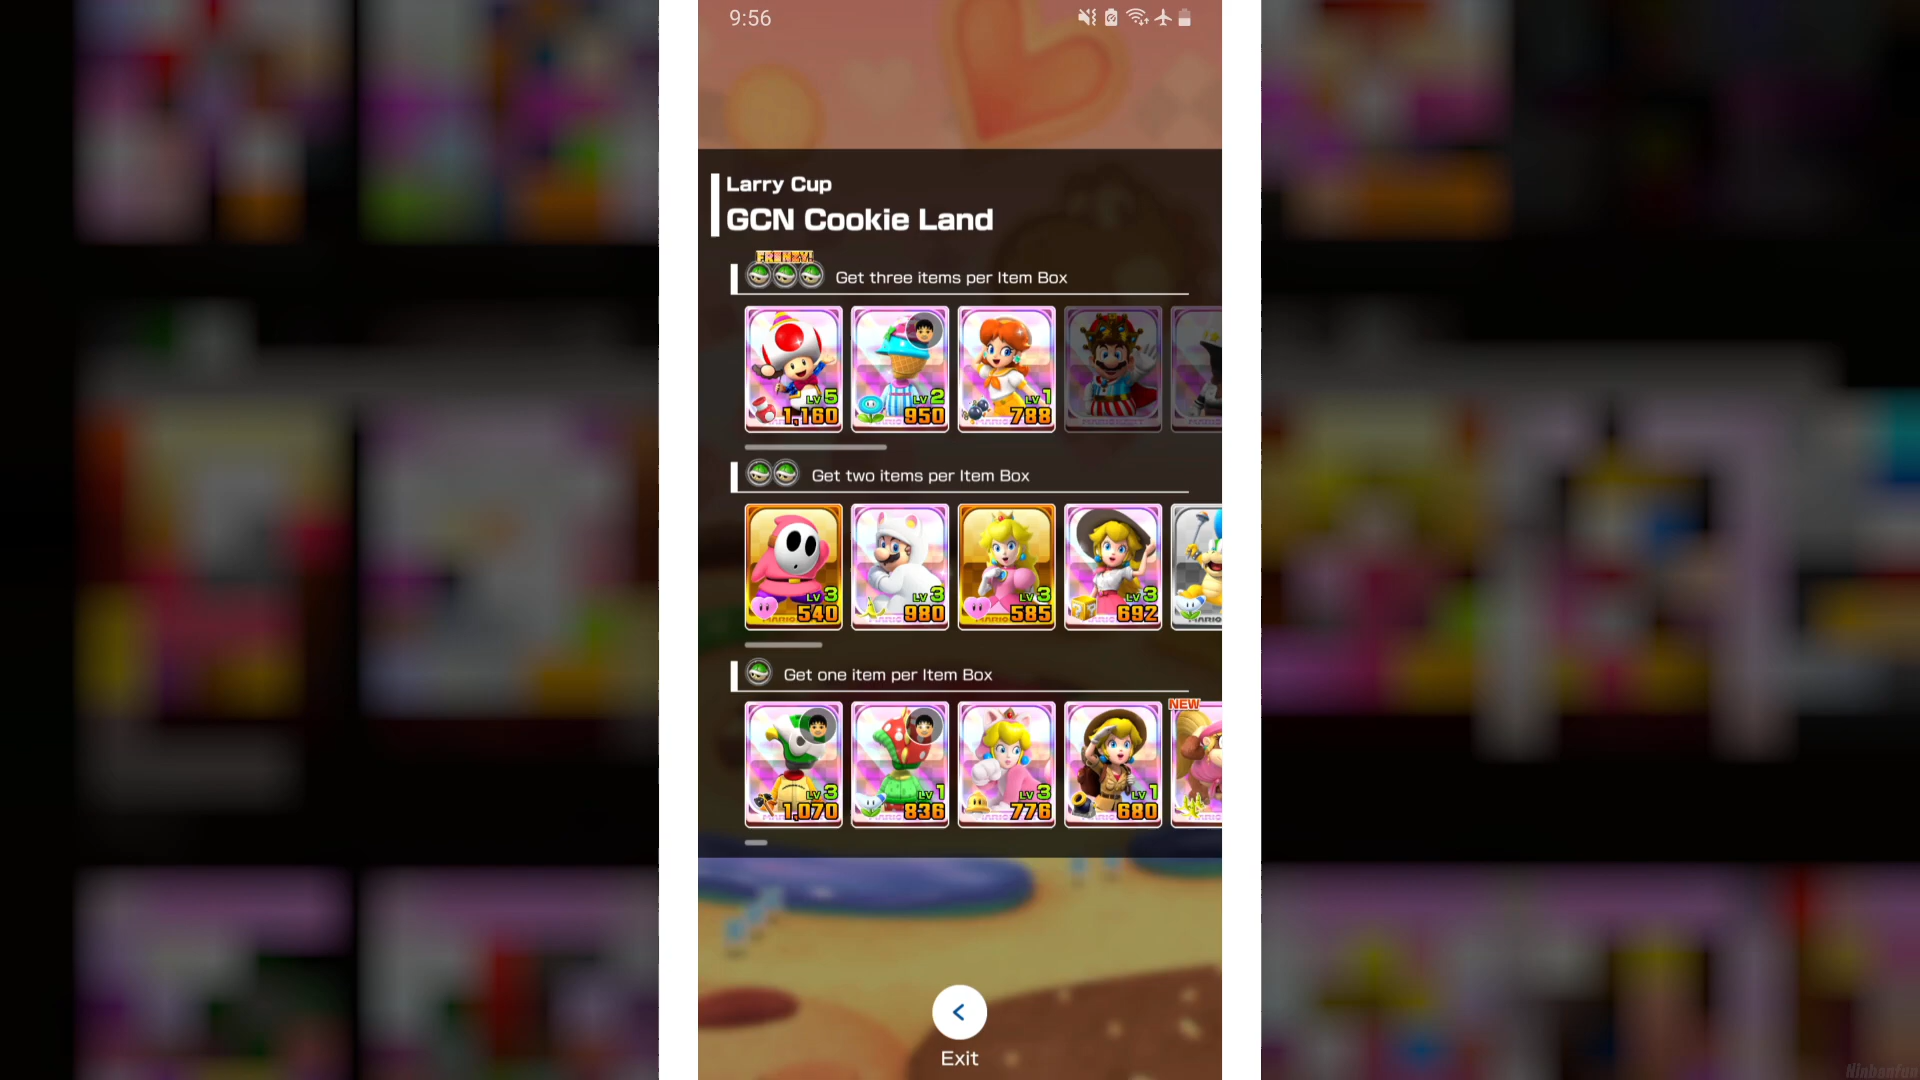 9:56
Larry Cup
GCN Cookie Land
FRENZY!
Get three items per Item Box
LV 5
1,160
LV 2
950
LV 1
788
Get two items per Item Box
LV 3
540
LV 3
980
LV 3
585
LV 3
692
Get one item per Item Box
NEW
LV 3
1,070
LV 1
836
LV 3
776
LV 1
680
Exit
Ninbanfan